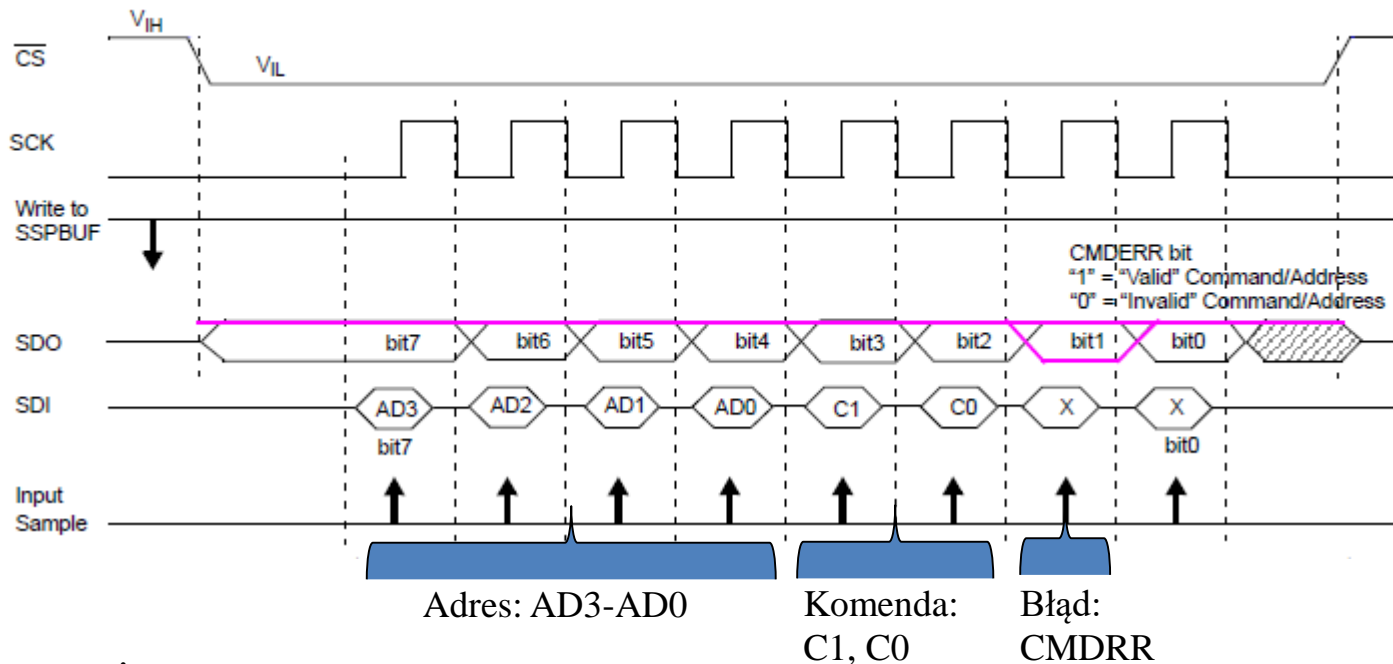 VIH
CS
VIL
SCK
Write to
SSPBUF
CMDERR bit
“1” = “Valid” Command/Address
“0” = “Invalid” Command/Address
SDO bit7 bit6 bit5 bit4 bit3 bit2 bit1 bit0
SDI AD3 AD2 AD1 AD0 C1 C0 X X
bit7 bit0
Input
Sample
Adres: AD3-AD0
Komenda:
C1, C0
Błąd:
CMDRR